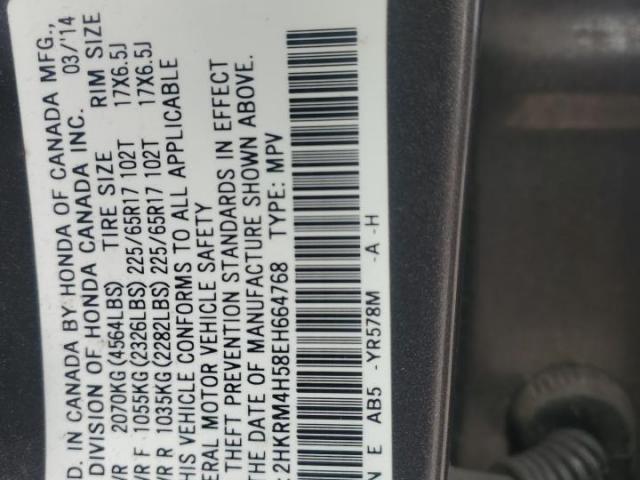 D. IN CANADA BY HONDA OF CANADA MFG.,
DIVISION OF HONDA CANADA INC. 03/'14
VR 2070KG (4564LBS) TIRE SIZE RIM SIZE
VR F 1055KG (2326LBS) 225/65R17 102T 17X6.5J
VR R 1035KG (2282LBS) 225/65R17 102T 17X6.5J
HIS VEHICLE CONFORMS TO ALL APPLICABLE
ERAL MOTOR VEHICLE SAFETY
THEFT PREVENTION STANDARDS IN EFFECT
THE DATE OF MANUFACTURE SHOWN ABOVE.
: 2HKRM4H58EH664768 TYPE: MPV
N E AB5 -YR578M -A -H